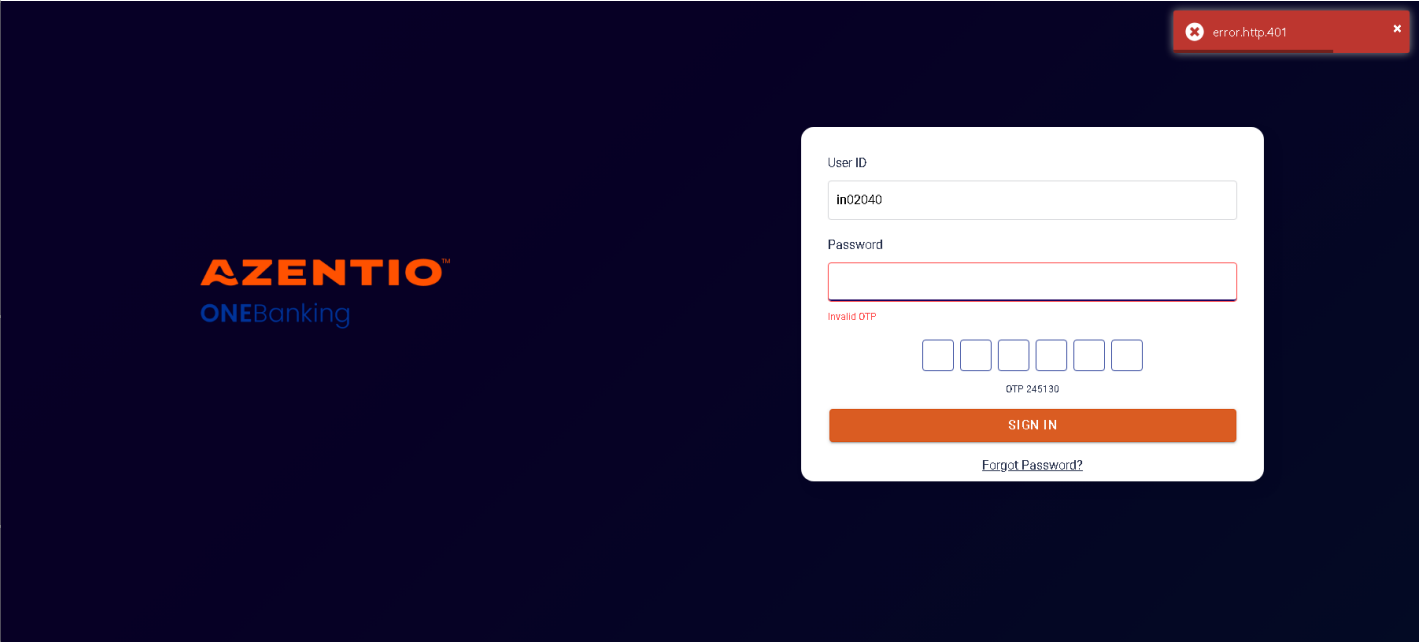 error.http.401
×
User ID
in02040
AZENTIO™
ONEBanking
Password
Invalid OTP
OTP 245130
SIGN IN
Forgot Password?